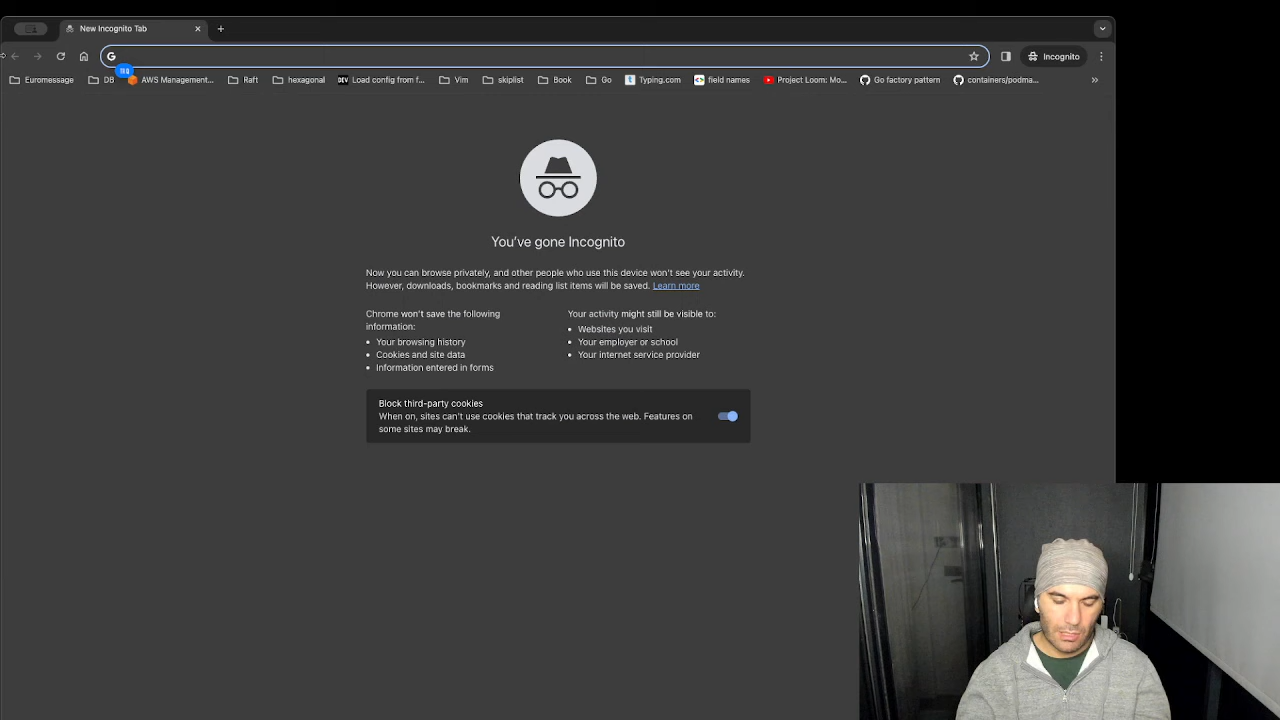 New Incognito Tab
Incognito
Euromessage
DB
AWS Management...
Raft
hexagonal
DEV
Load config from f...
Vim
skiplist
Book
Go
t
Typing.com
field names
Project Loom: Mo...
Go factory pattern
containers/podma...
You've gone Incognito
Now you can browse privately, and other people who use this device won't see your activity.
However, downloads, bookmarks and reading list items will be saved. Learn more
Chrome won't save the following
information:
Your browsing history
Cookies and site data
Information entered in forms
Your activity might still be visible to:
Websites you visit
Your employer or school
Your internet service provider
Block third-party cookies
When on, sites can't use cookies that track you across the web. Features on
some sites may break.